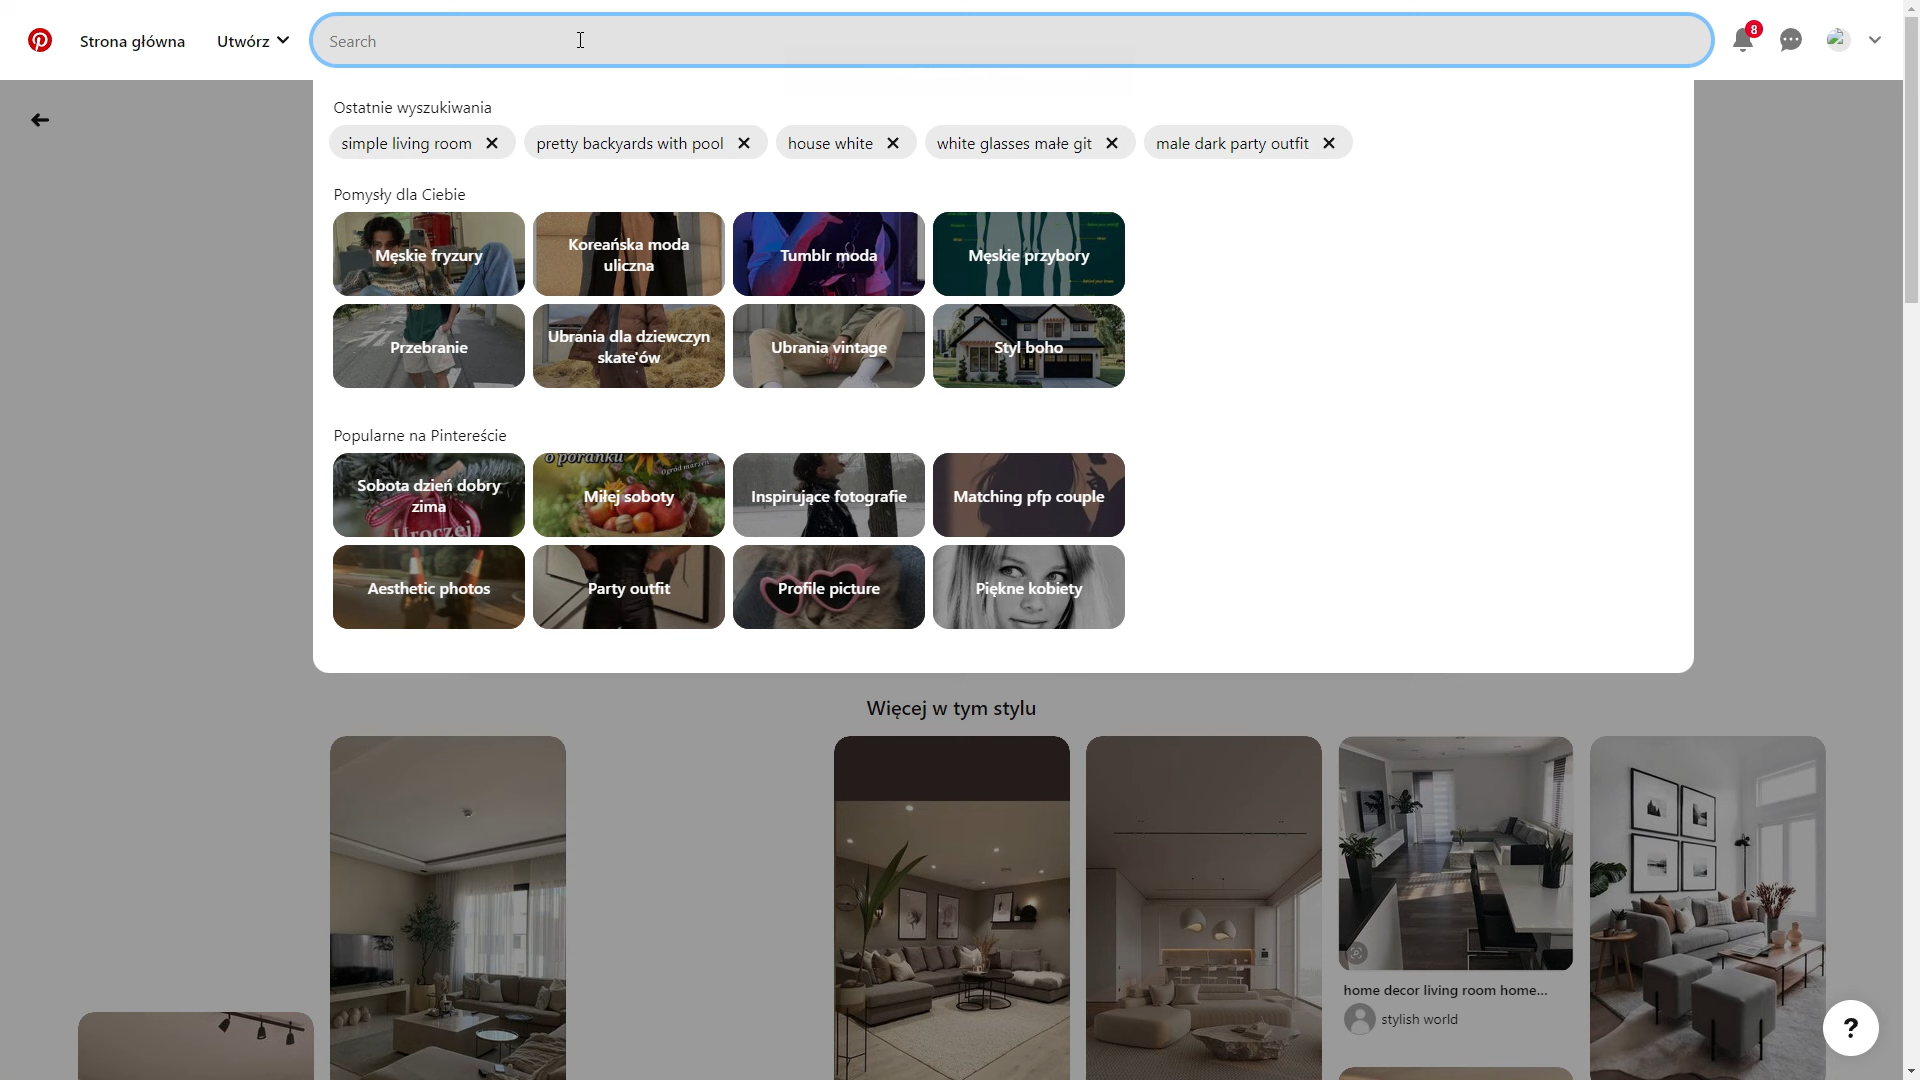 Strona główna
Utwórz
Search
8
Ostatnie wyszukiwania
simple living room
pretty backyards with pool
house white
white glasses małe git
male dark party outfit
Pomysły dla Ciebie
Męskie fryzury
Koreańska moda
uliczna
Tumblr moda
Męskie przybory
Przebranie
Ubrania dla dziewczyn
skate'ów
Ubrania vintage
Styl boho
Popularne na Pintereście
Sobota dzień dobry
zima
Uroczej
o poranku
Ogród marzeń
Miłej soboty
Inspirujące fotografie
Matching pfp couple
Aesthetic photos
Party outfit
Profile picture
Piękne kobiety
Więcej w tym stylu
home decor living room home...
stylish world
?